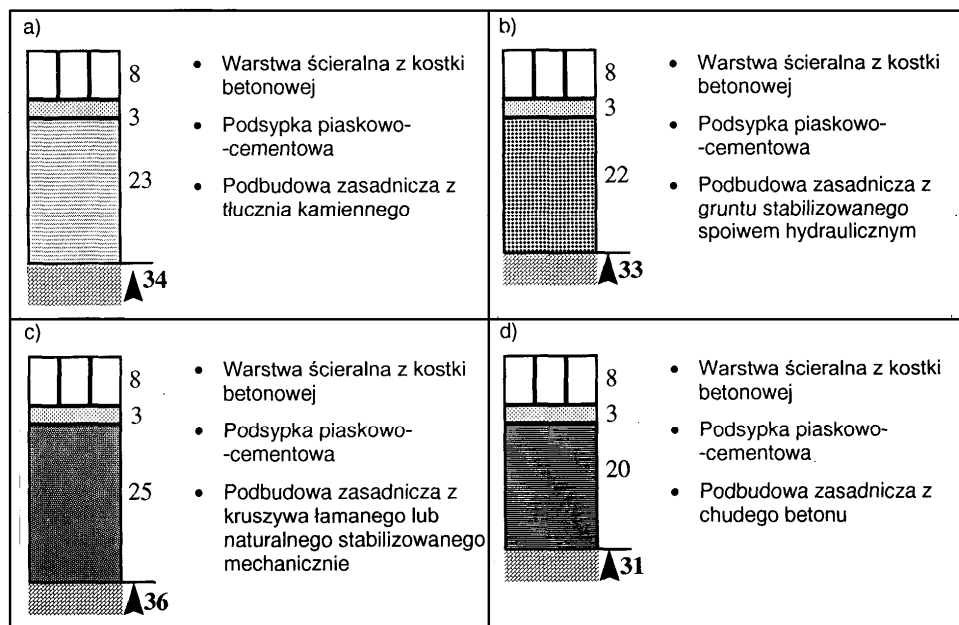 a)
8
3
23
34
• Warstwa ścieralna z kostki
betonowej
• Podsypka piaskowo-
-cementowa
• Podbudowa zasadnicza z
tłucznia kamiennego
b)
8
3
22
33
• Warstwa ścieralna z kostki
betonowej
• Podsypka piaskowo-
-cementowa
• Podbudowa zasadnicza z
gruntu stabilizowanego
spoiwem hydraulicznym
c)
8
3
25
36
• Warstwa ścieralna z kostki
betonowej
• Podsypka piaskowo-
-cementowa
• Podbudowa zasadnicza z
kruszywa łamanego lub
naturalnego stabilizowanego
mechanicznie
d)
8
3
20
31
• Warstwa ścieralna z kostki
betonowej
• Podsypka piaskowo-
-cementowa
• Podbudowa zasadnicza z
chudego betonu